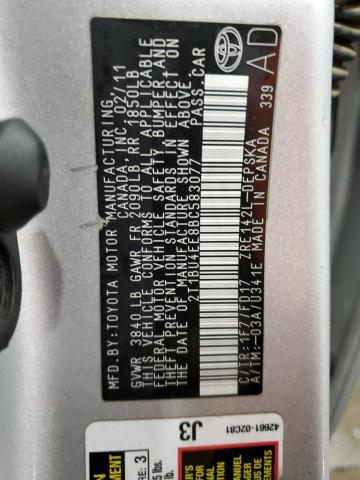 MFD.BY:TOYOTA MOTOR MANUFACTURING
CANADA, INC. 02/11
GVWR 3840LB GAWR FR 2090LB RR 1850LB
THIS VEHICLE CONFORMS TO ALL APPLICABLE
FEDERAL MOTOR VEHICLE SAFETY, BUMPER AND
THEFT PREVENTION STANDARDS IN EFFECT ON
THE DATE OF MANUFACTURE SHOWN ABOVE.
2T1BU4EE8BC583077 PASS.CAR
C/TR:1F7/FD17 ZRE142L-DEPSKA
A/TM:-03A/U341E MADE IN CANADA 339
TOYOTA
AD
42661-02C81
J3